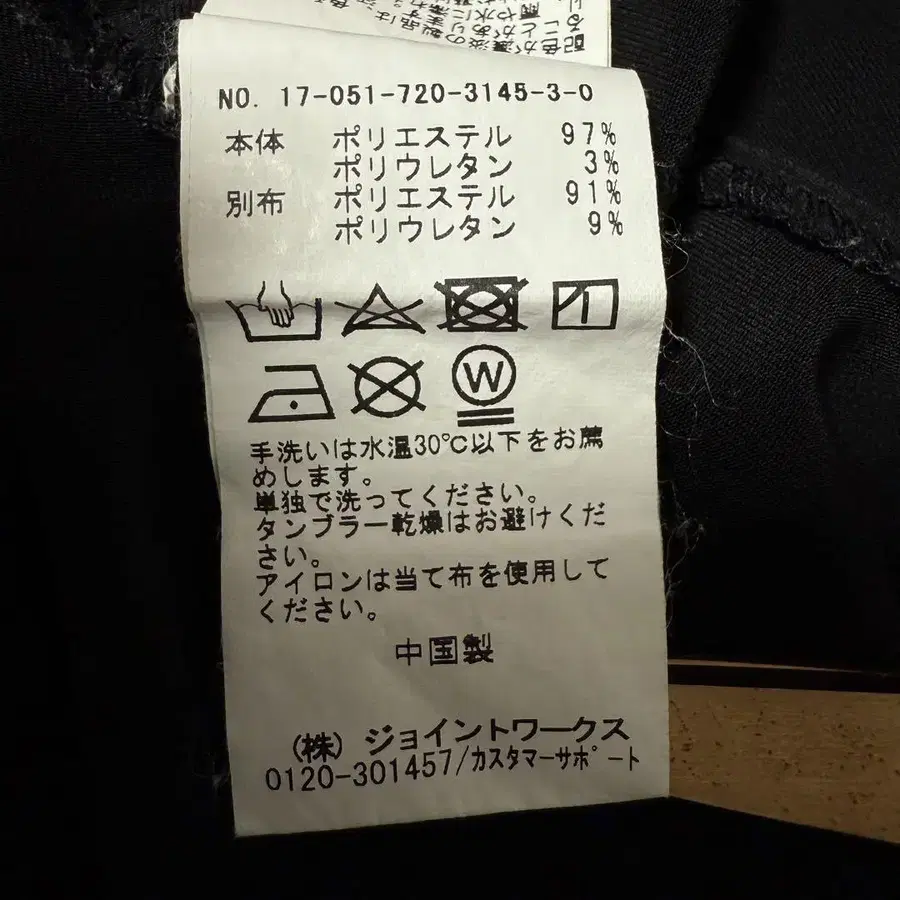 NO. 17-051-720-3145-3-0
本体 ポリエステル 97%
ポリウレタン 3%
別布 ポリエステル 91%
ポリウレタン 9%
W
手洗いは水温30℃以下をお薦
めします。
単独で洗ってください。
タンブラー乾燥はお避けくだ
さい。
アイロンは当て布を使用して
ください。
中国製
(株)ジョイントワークス
0120-301457/カスタマーサポート